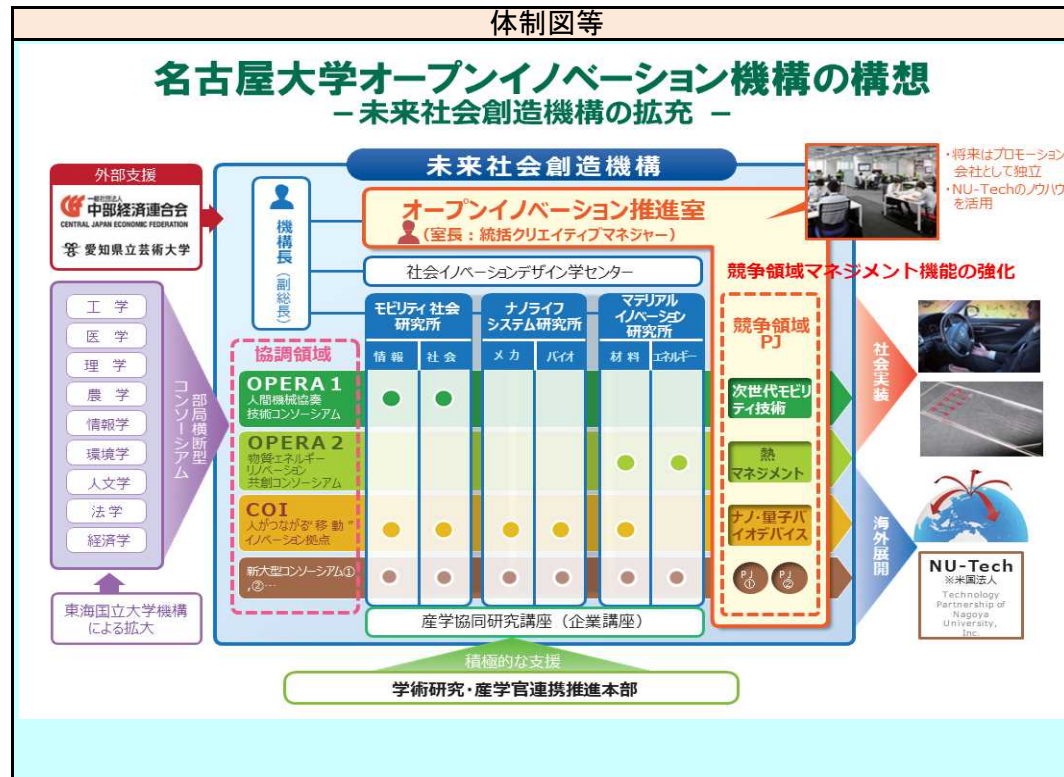 体制図等
名古屋大学オープンイノベーション機構の構想
－未来社会創造機構の拡充 －
外部支援
一般社団法人
中部経済連合会
CENTRAL JAPAN ECONOMIC FEDERATION
愛知県立芸術大学
工 学
医 学
理 学
農 学
情報学
環境学
人文学
法 学
経済学
部局横断型
コンソーシアム
東海国立大学機構
による拡大
未来社会創造機構
機構長（副総長）
オープンイノベーション推進室
（室長：統括クリエイティブマネジャー）
・将来はプロモーション
会社として独立
・NU-Techのノウハウ
を活用
社会イノベーションデザイン学センター
競争領域マネジメント機能の強化
モビリティ社会
研究所
情 報
社 会
ナノライフ
システム研究所
メ カ
バイオ
マテリアル
イノベーション
研究所
材 料
エネルギー
競争領域
PJ
協調領域
OPERA 1
人間機械協奏
技術コンソーシアム
次世代モビリ
ティ技術
OPERA 2
物質エネルギー
リノベーション
共創コンソーシアム
熱
マネジメント
COI
人がつながる“移動”
イノベーション拠点
ナノ・量子バ
イオデバイス
新大型コンソーシアム①
,②…
PJ
①
PJ
②
産学協同研究講座（企業講座）
積極的な支援
学術研究・産学官連携推進本部
社会実装
海外展開
NU-Tech
※米国法人
Technology
Partnership of
Nagoya
University,
Inc.